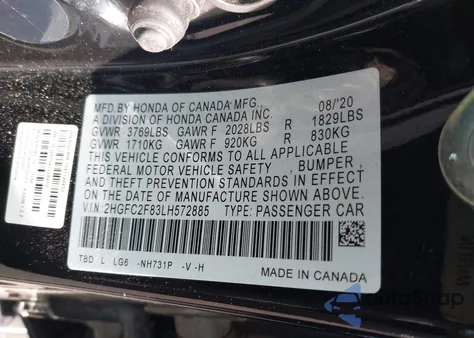 MFD.BY HONDA OF CANADA MFG., 08/'20
A DIVISION OF HONDA CANADA INC.
GVWR 3769LBS GAWR F 2028LBS R 1829LBS
GVWR 1710KG GAWR F 920KG R 830KG
THIS VEHICLE CONFORMS TO ALL APPLICABLE
FEDERAL MOTOR VEHICLE SAFETY , BUMPER ,
AND THEFT PREVENTION STANDARDS IN EFFECT
ON THE DATE OF MANUFACTURE SHOWN ABOVE.
V.I.N: 2HGFC2F83LH572885 TYPE: PASSENGER CAR
TBD L LG6 -NH731P -V -H
MADE IN CANADA
AutoSnap